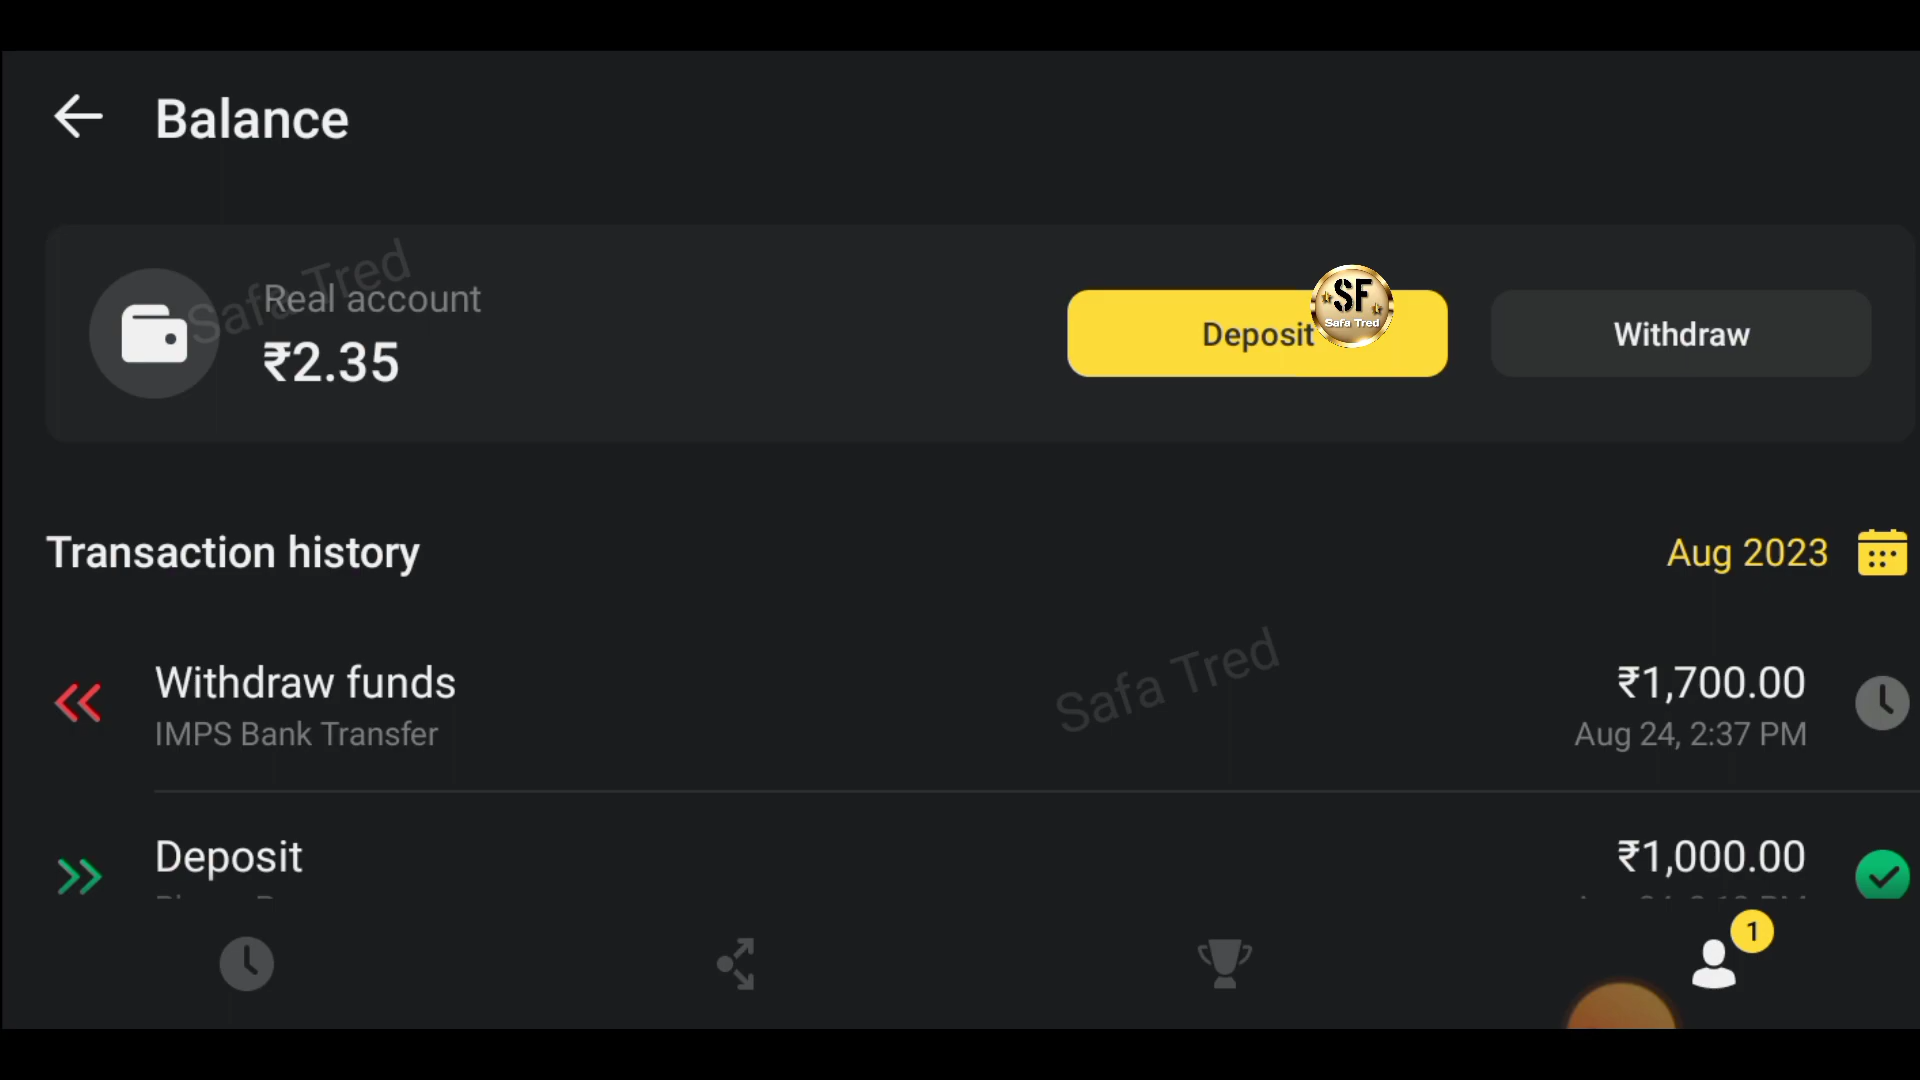 Balance
Safa Tred
Real account
₹2.35
Deposit
SF
Safa Tred
Withdraw
Transaction history
Aug 2023
Withdraw funds
₹1,700.00
IMPS Bank Transfer
Aug 24, 2:37 PM
Safa Tred
Deposit
₹1,000.00
1